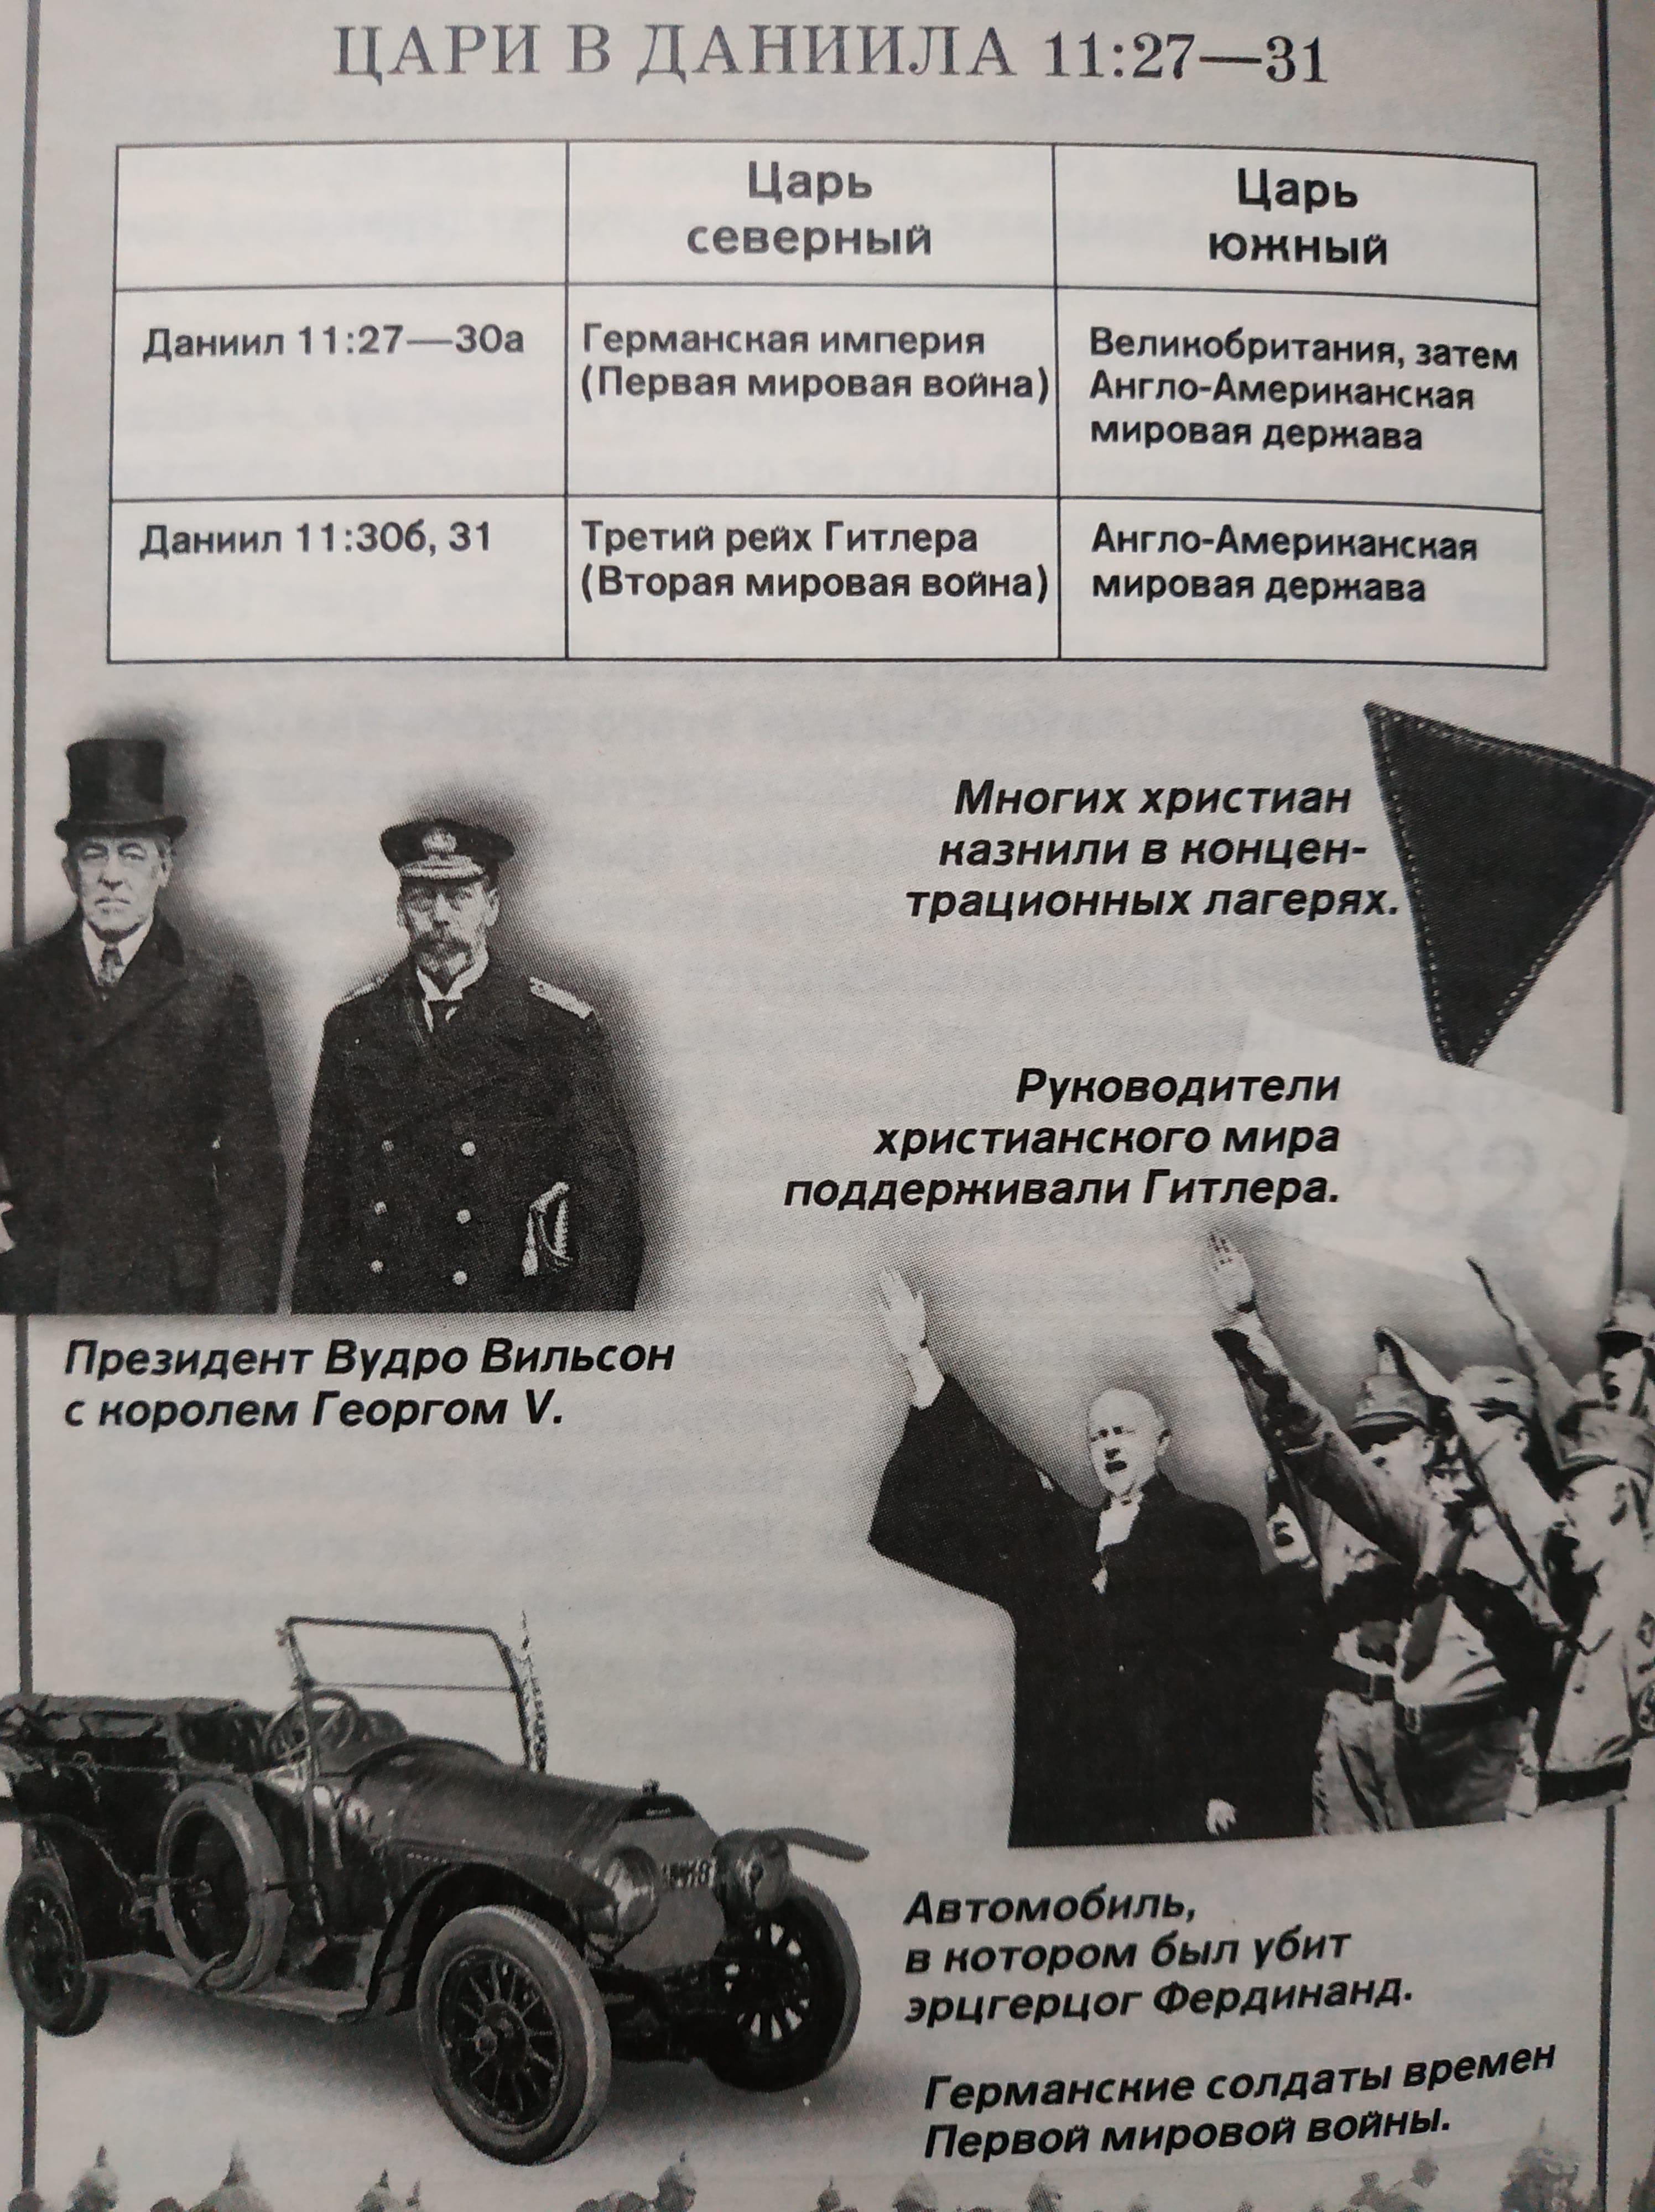 ЦАРИ В ДАНИИЛА 11:27—31
Царь
северный
Царь
южный
Даниил 11:27—30а
Германская империя
(Первая мировая война)
Великобритания, затем
Англо-Американская
мировая держава
Даниил 11:30б, 31
Третий рейх Гитлера
(Вторая мировая война)
Англо-Американская
мировая держава
Многих христиан
казнили в концен-
трационных лагерях.
Руководители
христианского мира
поддерживали Гитлера.
Президент Вудро Вильсон
с королем Георгом V.
Автомобиль,
в котором был убит
эрцгерцог Фердинанд.
Германские солдаты времен
Первой мировой войны.